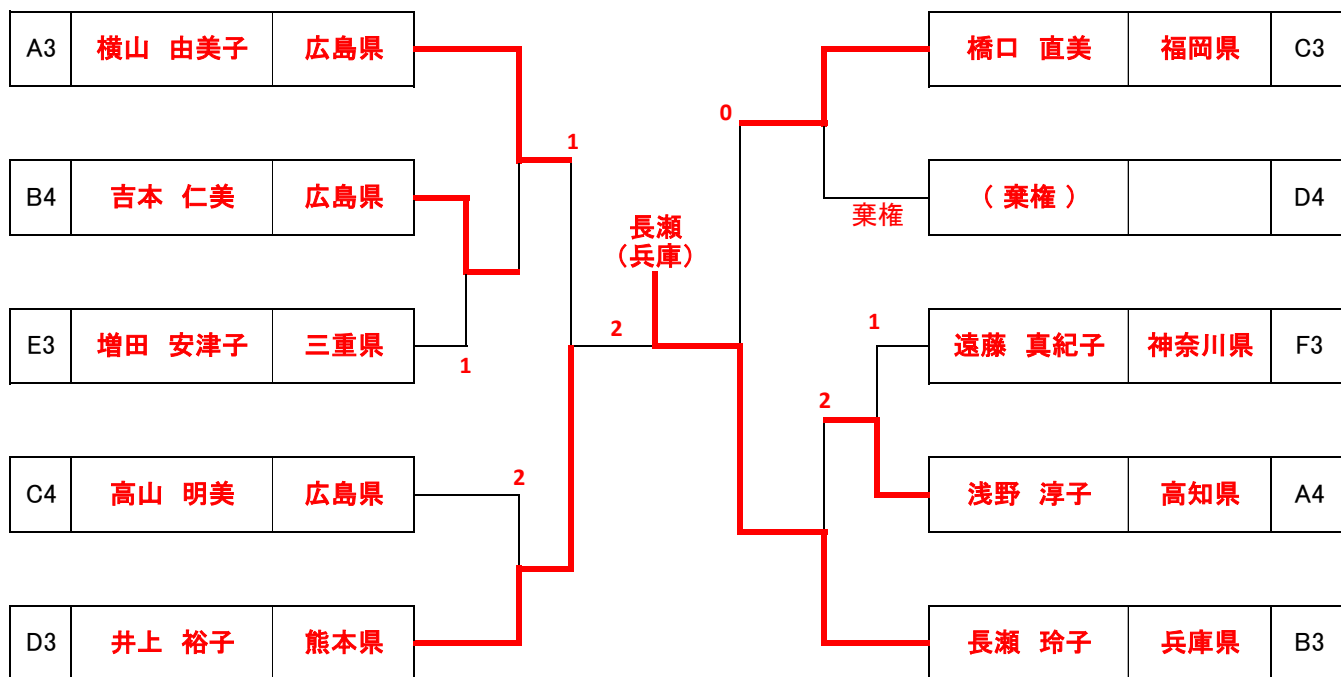 A3 横山 由美子 広島県
橋口 直美 福岡県 C3
0
1
B4 吉本 仁美 広島県
(棄権) D4
棄権
長瀬
(兵庫)
E3 増田 安津子 三重県
1
2
1
遠藤 真紀子 神奈川県 F3
2
C4 高山 明美 広島県
2
浅野 淳子 高知県 A4
D3 井上 裕子 熊本県
長瀬 玲子 兵庫県 B3